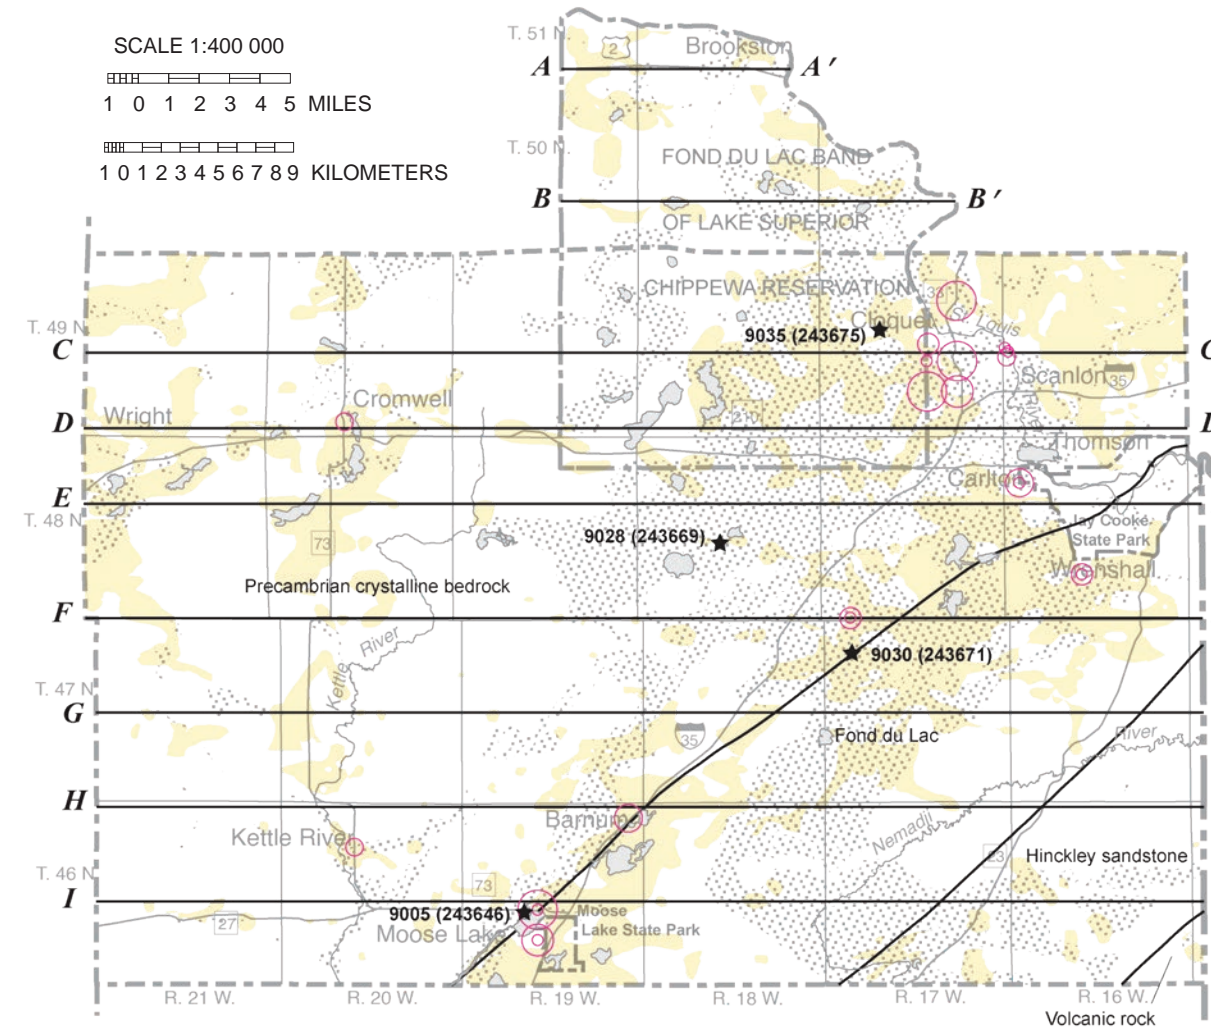 SCALE 1:400 000
1 0 1 2 3 4 5 MILES
1 0 1 2 3 4 5 6 7 8 9 KILOMETERS
T. 51 N.
2
Brookston
A A′
T. 50 N.
FOND DU LAC BAND
B B′
OF LAKE SUPERIOR
CHIPPEWA RESERVATION
33
Cloquet
St. Louis
T. 49 N
9035 (243675)
C C
Scanlon
35
River
Cromwell
210
Wright
D D
Thomson
Carlton
E
T. 48 N
Jay Cooke
State Park
9028 (243669)
73
Wrenshall
Precambrian crystalline bedrock
F
Kettle River
9030 (243671)
T. 47 N
G
35
Fond du Lac
River
H
Barnum
Nemadji
Kettle River
23
Hinckley sandstone
T. 46 N
73
I
9005 (243646)
Moose
27
Moose Lake
Lake State Park
R. 21 W. R. 20 W. R. 19 W. R. 18 W. R. 17 W. R. 16 W.
Volcanic rock